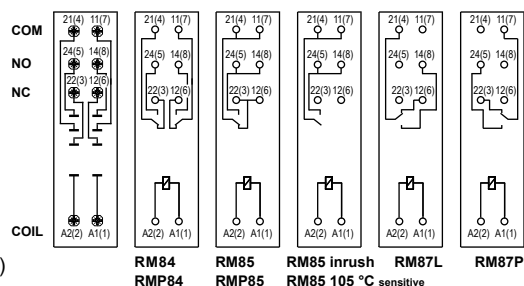 COM 21(4) 11(7) 21(4) 11(7) 21(4) 11(7) 21(4) 11(7) 21(4) 11(7) 21(4) 11(7)
NO 24(5) 14(8) 24(5) 14(8) 24(5) 14(8) 24(5) 14(8) 24(5) 14(8) 24(5) 14(8)
NC 22(3) 12(6) 22(3) 12(6) 22(3) 12(6) 22(3) 12(6) 22(3) 12(6) 22(3) 12(6)
COIL A2(2) A1(1) A2(2) A1(1) A2(2) A1(1) A2(2) A1(1) A2(2) A1(1) A2(2) A1(1)
) RM84 RM85 RM85 inrush RM87L RM87P
RMP84 RMP85 RM85 105 °C sensitive